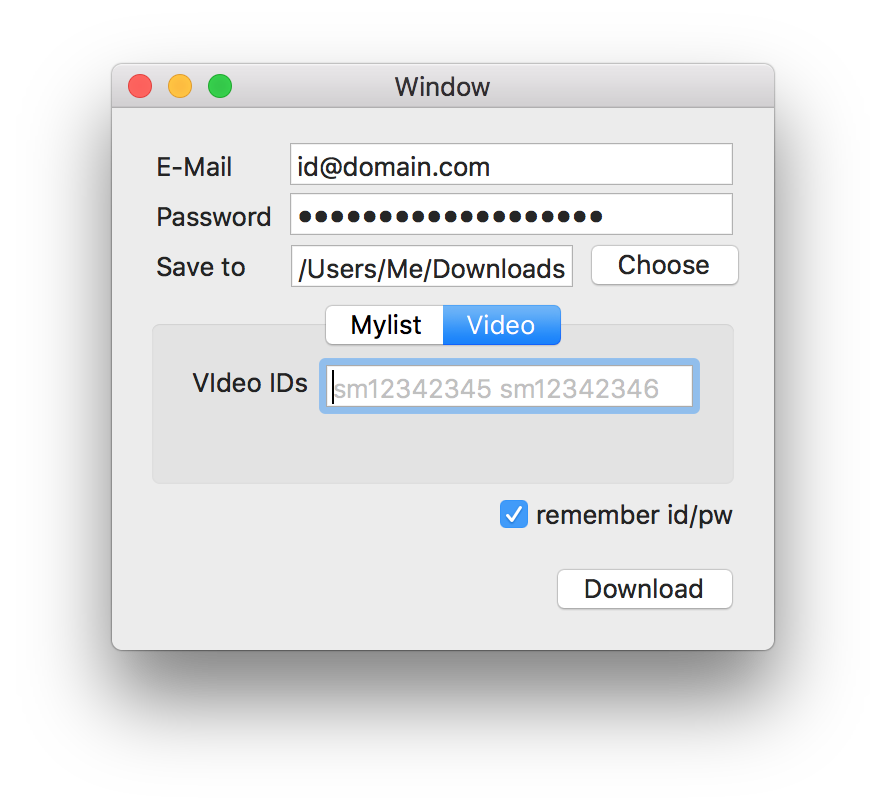 Window
E-Mail id@domain.com
Password ●●●●●●●●●●●●●●●●●●●
Save to /Users/Me/Downloads Choose
Mylist Video
VIdeo IDs sm12342345 sm12342346
remember id/pw
Download